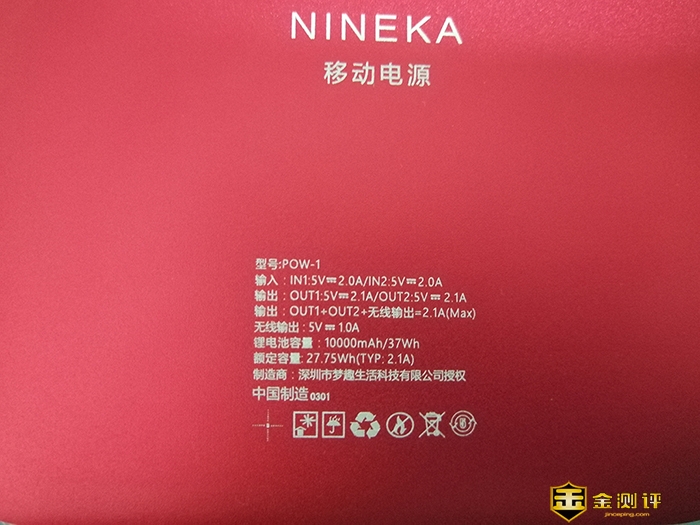 NINEKA
移动电源
型号:POW-1
输入：IN1:5V⎓2.0A/IN2:5V⎓2.0A
输出：OUT1:5V⎓2.1A/OUT2:5V⎓2.1A
输出：OUT1+OUT2+无线输出=2.1A(Max)
无线输出：5V⎓1.0A
锂电池容量：10000mAh/37Wh
额定容量:27.75Wh(TYP: 2.1A)
制造商：深圳市梦趣生活科技有限公司授权
中国制造 0301
金测评
jinceping.com